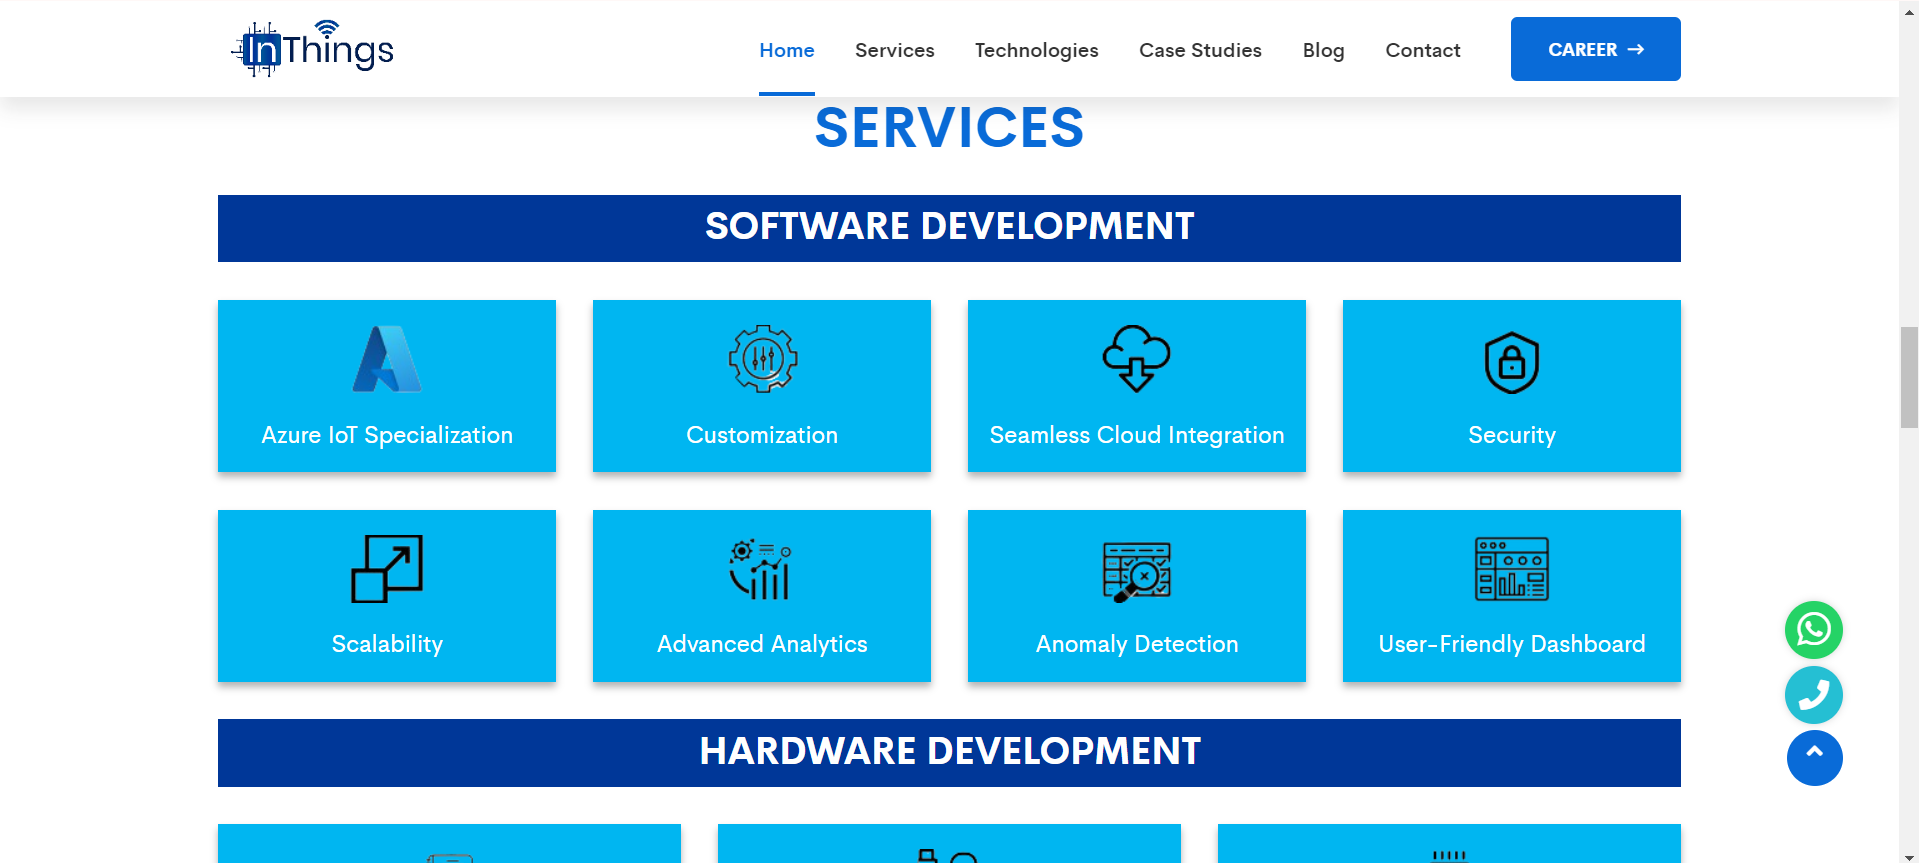 InThings
Home Services Technologies Case Studies Blog Contact CAREER →
SERVICES
SOFTWARE DEVELOPMENT
Azure IoT Specialization
Customization
Seamless Cloud Integration
Security
Scalability
Advanced Analytics
Anomaly Detection
User-Friendly Dashboard
HARDWARE DEVELOPMENT